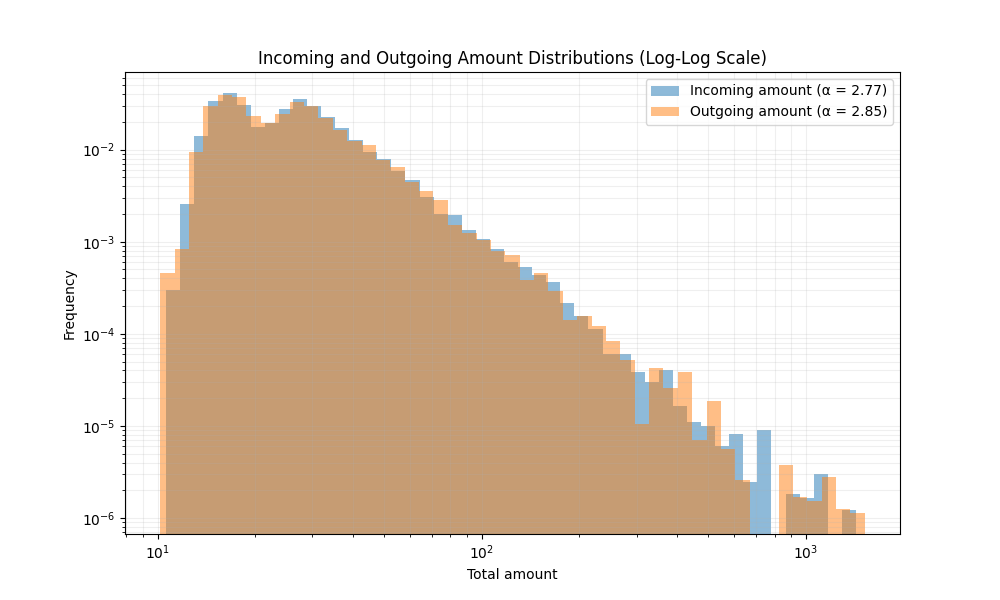 Incoming and Outgoing Amount Distributions (Log-Log Scale)
Incoming amount (α = 2.77)
Outgoing amount (α = 2.85)
Frequency
10⁻²
10⁻³
10⁻⁴
10⁻⁵
10⁻⁶
10¹ 10² 10³
Total amount